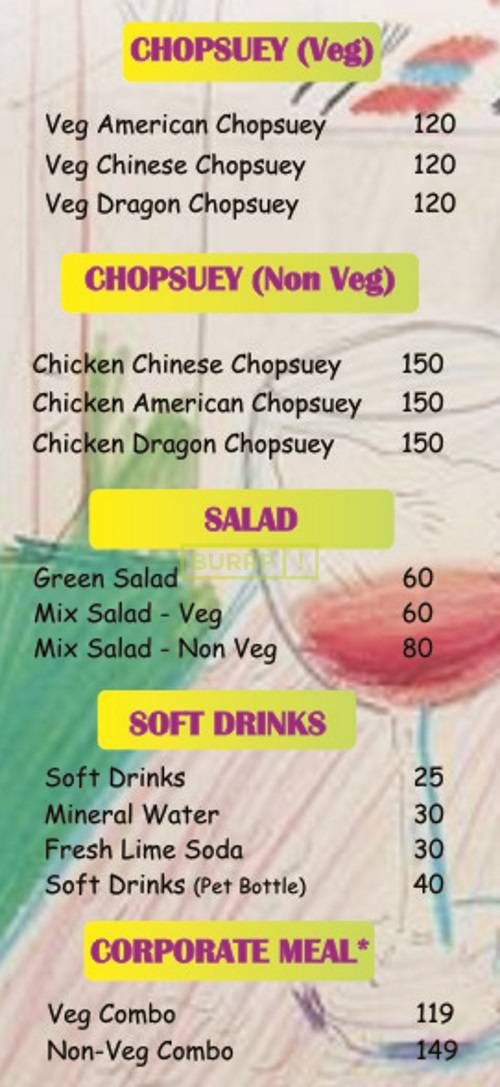 CHOPSUEY (Veg)
Veg American Chopsuey 120
Veg Chinese Chopsuey 120
Veg Dragon Chopsuey 120
CHOPSUEY (Non Veg)
Chicken Chinese Chopsuey 150
Chicken American Chopsuey 150
Chicken Dragon Chopsuey 150
SALAD
BURRP!
Green Salad 60
Mix Salad - Veg 60
Mix Salad - Non Veg 80
SOFT DRINKS
Soft Drinks 25
Mineral Water 30
Fresh Lime Soda 30
Soft Drinks (Pet Bottle) 40
CORPORATE MEAL*
Veg Combo 119
Non-Veg Combo 149